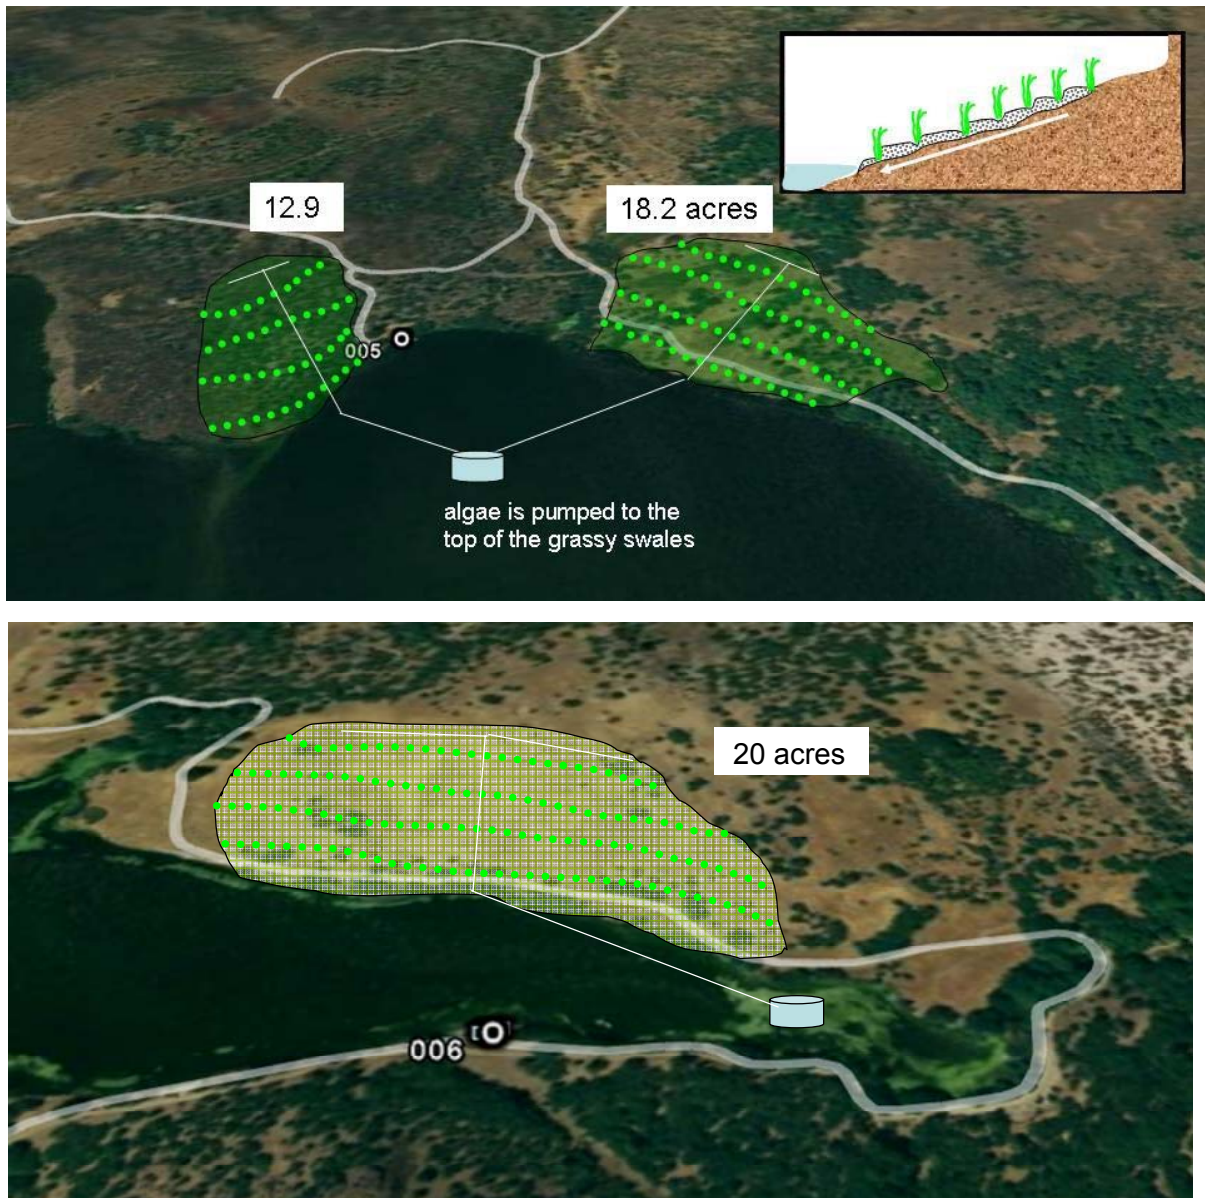 12.9
18.2 acres
005
algae is pumped to the
top of the grassy swales
20 acres
006